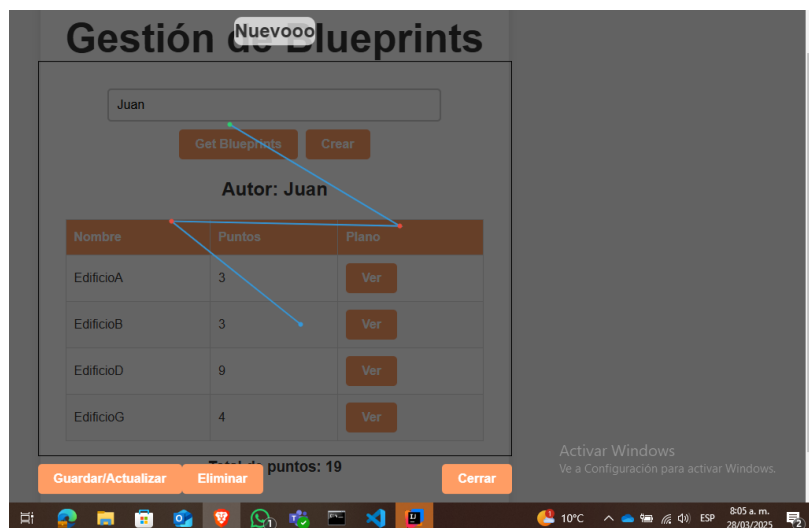 Gestión de Blueprints
Nuevooo
Juan
Get Blueprints Crear
Autor: Juan
Nombre Puntos Plano
EdificioA 3 Ver
EdificioB 3 Ver
EdificioD 9 Ver
EdificioG 4 Ver
Total de puntos: 19
Guardar/Actualizar Eliminar Cerrar
Activar Windows
Ve a Configuración para activar Windows.
10°C ESP 8:05 a. m.
28/03/2025